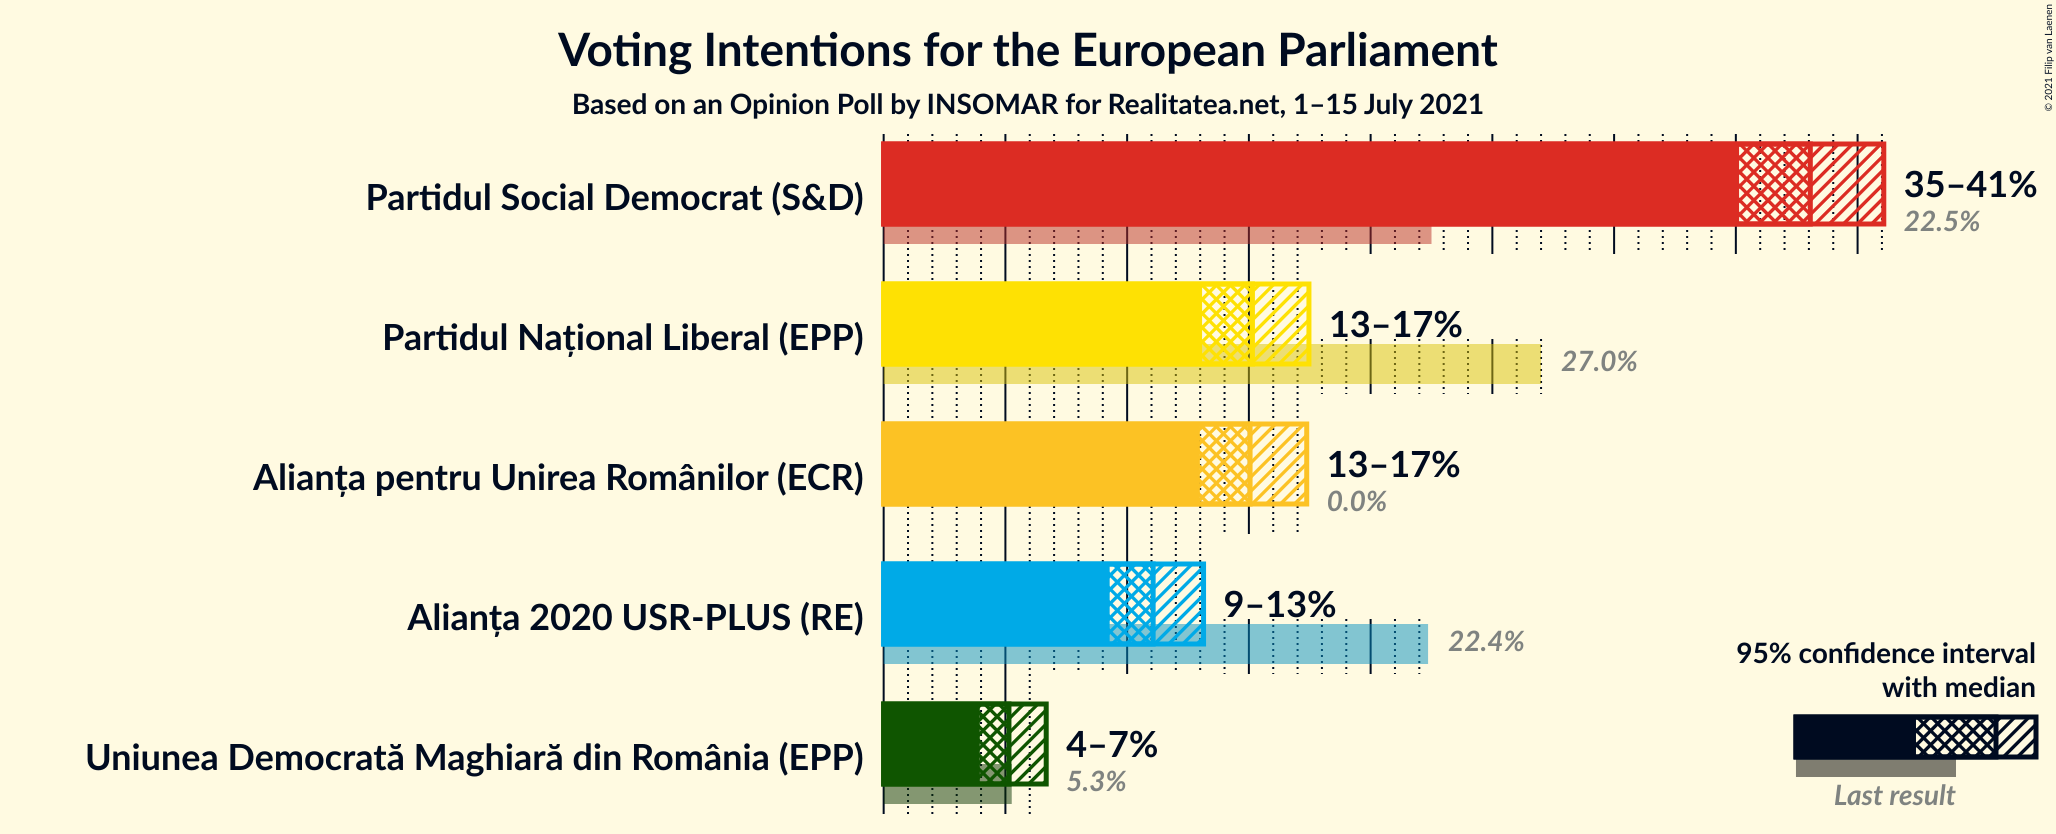 Voting Intentions for the European Parliament
Based on an Opinion Poll by INSOMAR for Realitatea.net, 1–15 July 2021
© 2021 Filip van Laenen
Partidul Social Democrat (S&D)
35–41%
22.5%
Partidul Național Liberal (EPP)
13–17%
27.0%
Alianța pentru Unirea Românilor (ECR)
13–17%
0.0%
Alianța 2020 USR-PLUS (RE)
9–13%
22.4%
Uniunea Democrată Maghiară din România (EPP)
4–7%
5.3%
95% confidence interval
with median
Last result